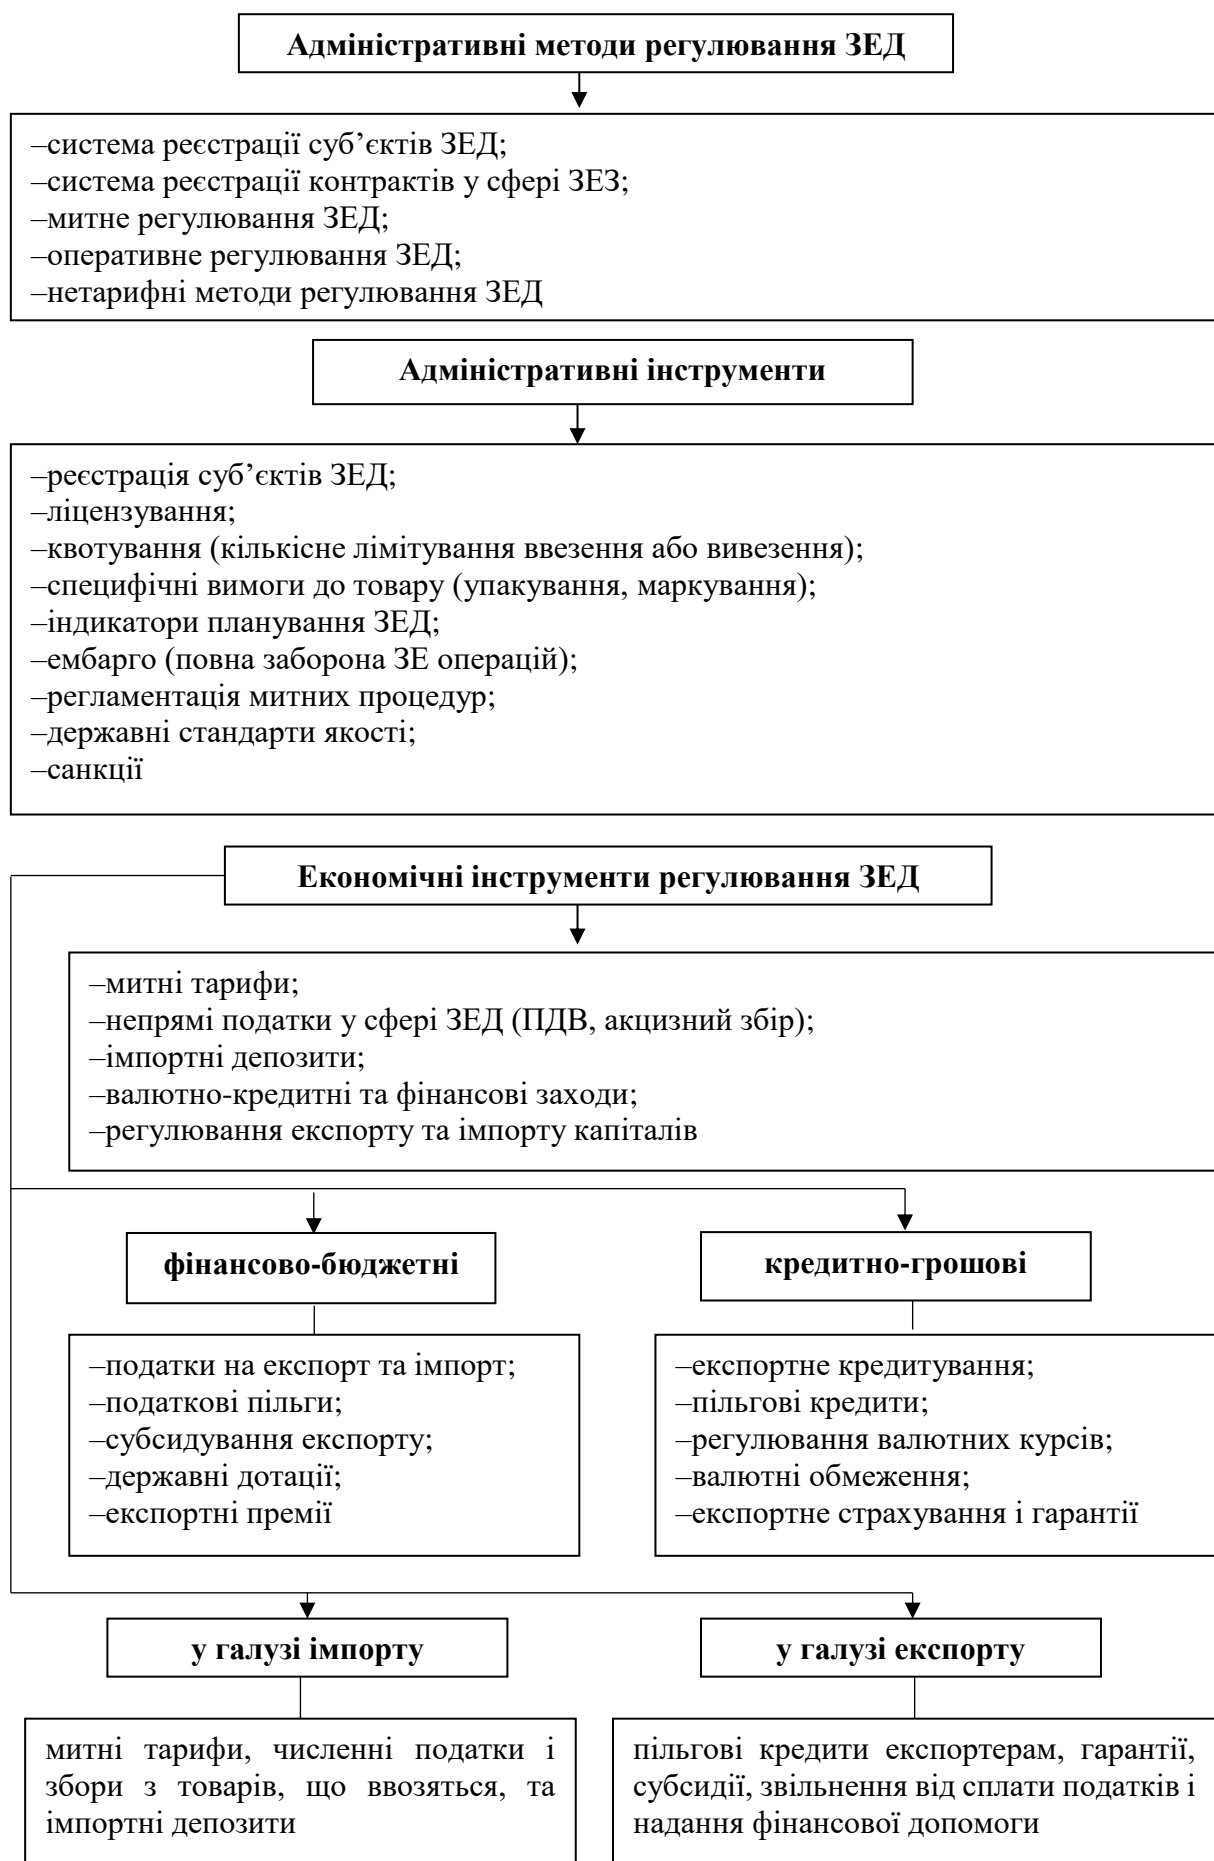 Адміністративні методи регулювання ЗЕД
–система реєстрації суб’єктів ЗЕД;
–система реєстрації контрактів у сфері ЗЕЗ;
–митне регулювання ЗЕД;
–оперативне регулювання ЗЕД;
–нетарифні методи регулювання ЗЕД
Адміністративні інструменти
–реєстрація суб’єктів ЗЕД;
–ліцензування;
–квотування (кількісне лімітування ввезення або вивезення);
–специфічні вимоги до товару (упакування, маркування);
–індикатори планування ЗЕД;
–ембарго (повна заборона ЗЕ операцій);
–регламентація митних процедур;
–державні стандарти якості;
–санкції
Економічні інструменти регулювання ЗЕД
–митні тарифи;
–непрямі податки у сфері ЗЕД (ПДВ, акцизний збір);
–імпортні депозити;
–валютно-кредитні та фінансові заходи;
–регулювання експорту та імпорту капіталів
фінансово-бюджетні
–податки на експорт та імпорт;
–податкові пільги;
–субсидування експорту;
–державні дотації;
–експортні премії
кредитно-грошові
–експортне кредитування;
–пільгові кредити;
–регулювання валютних курсів;
–валютні обмеження;
–експортне страхування і гарантії
у галузі імпорту
митні тарифи, численні податки і
збори з товарів, що ввозяться, та
імпортні депозити
у галузі експорту
пільгові кредити експортерам, гарантії,
субсидії, звільнення від сплати податків і
надання фінансової допомоги